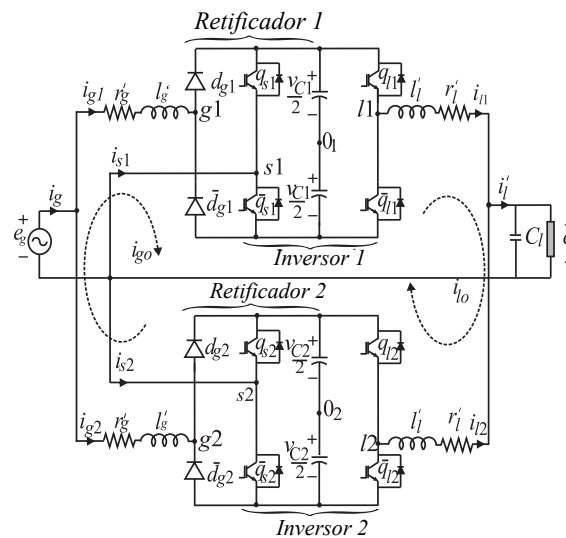 Retificador 1
i_g1 r'_g l'_g g1 d_g1 q_s1 v_C1/2 + − q_l1 l1 l'_l r'_l i_l1
0_1
i_s1 s1
i_g d̄_g1 q̄_s1 v_C1/2 + − q̄_l1 i'_l
+ e_g − i_go C_l
Inversor 1
i_lo
Retificador 2
d_g2 q_s2 v_C2/2 + − q_l2
i_s2 s2 0_2
i_g2 r'_g l'_g g2 l2 l'_l r'_l i_l2
d̄_g2 q̄_s2 v_C2/2 + − q̄_l2
Inversor 2